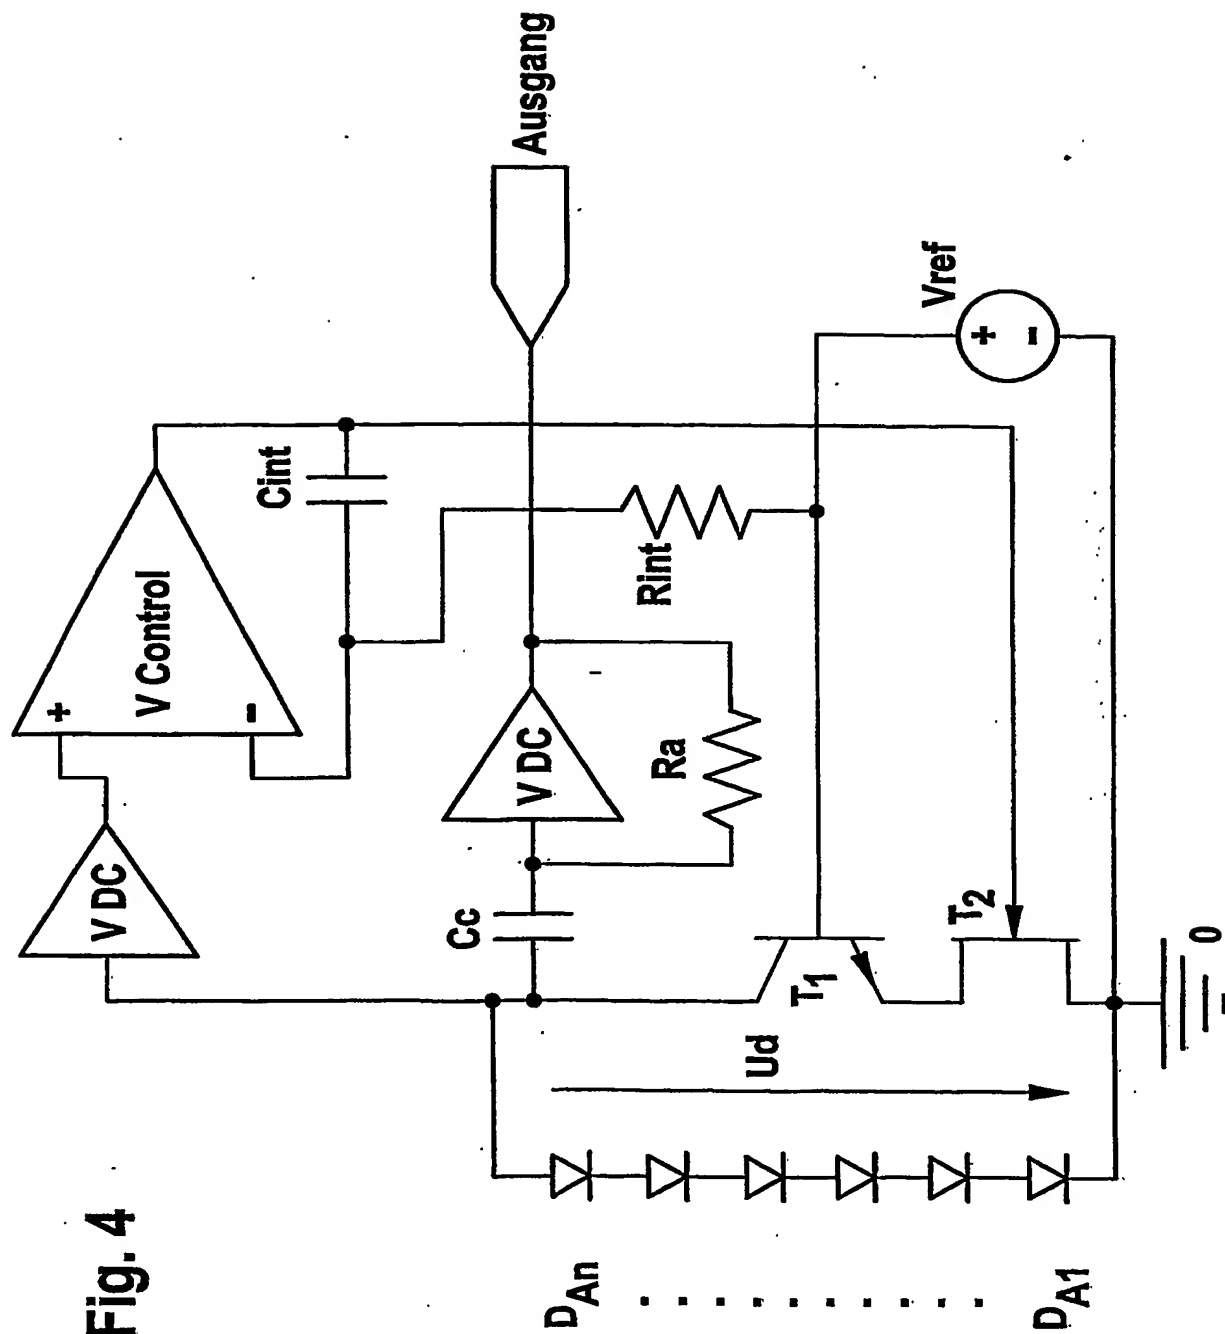 Fig. 4
V DC
+
V Control
-
Cint
Ausgang
Cc
V DC
Ra
Rint
Vref
+
-
T1
T2
Ud
0
DAn
. . . . . . . . .
DA1